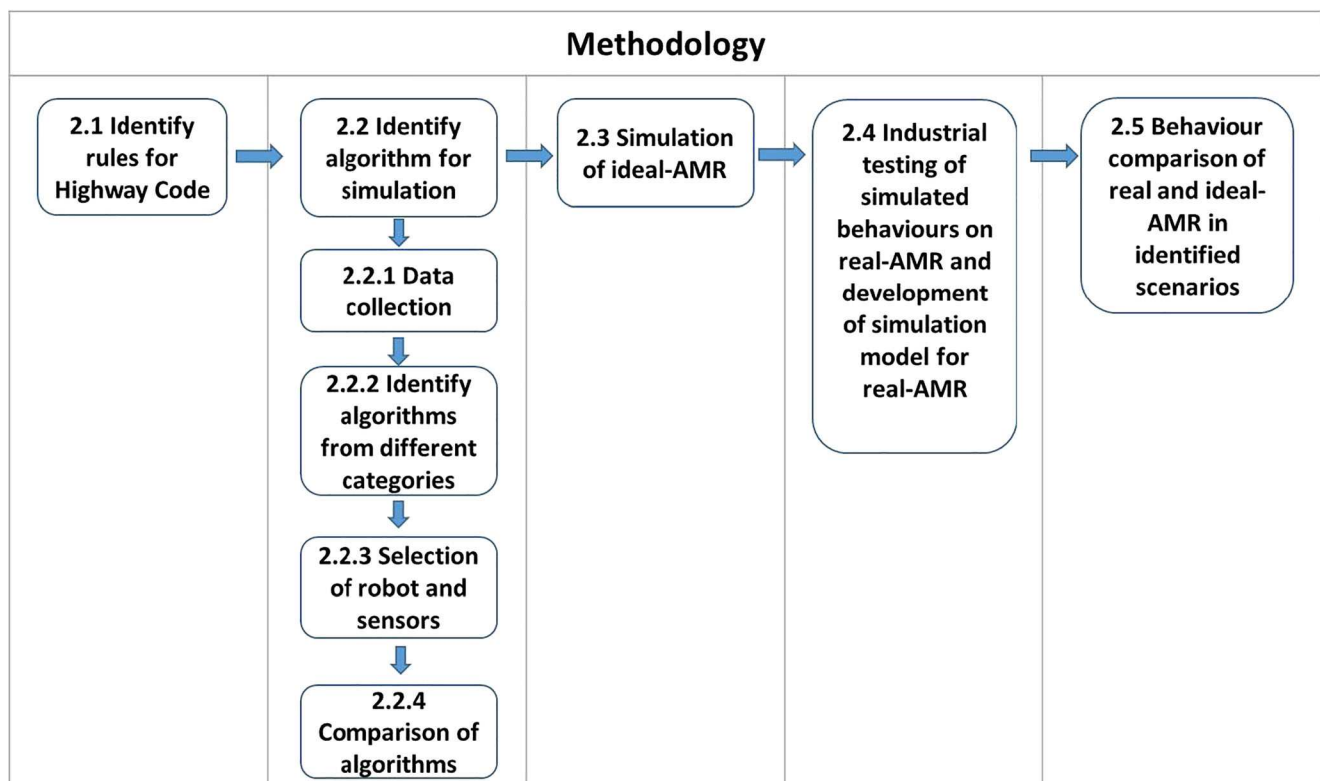 Methodology
2.1 Identify
rules for
Highway Code
2.2 Identify
algorithm for
simulation
2.2.1 Data
collection
2.2.2 Identify
algorithms
from different
categories
2.2.3 Selection
of robot and
sensors
2.2.4
Comparison of
algorithms
2.3 Simulation
of ideal-AMR
2.4 Industrial
testing of
simulated
behaviours on
real-AMR and
development
of simulation
model for
real-AMR
2.5 Behaviour
comparison of
real and ideal-
AMR in
identified
scenarios